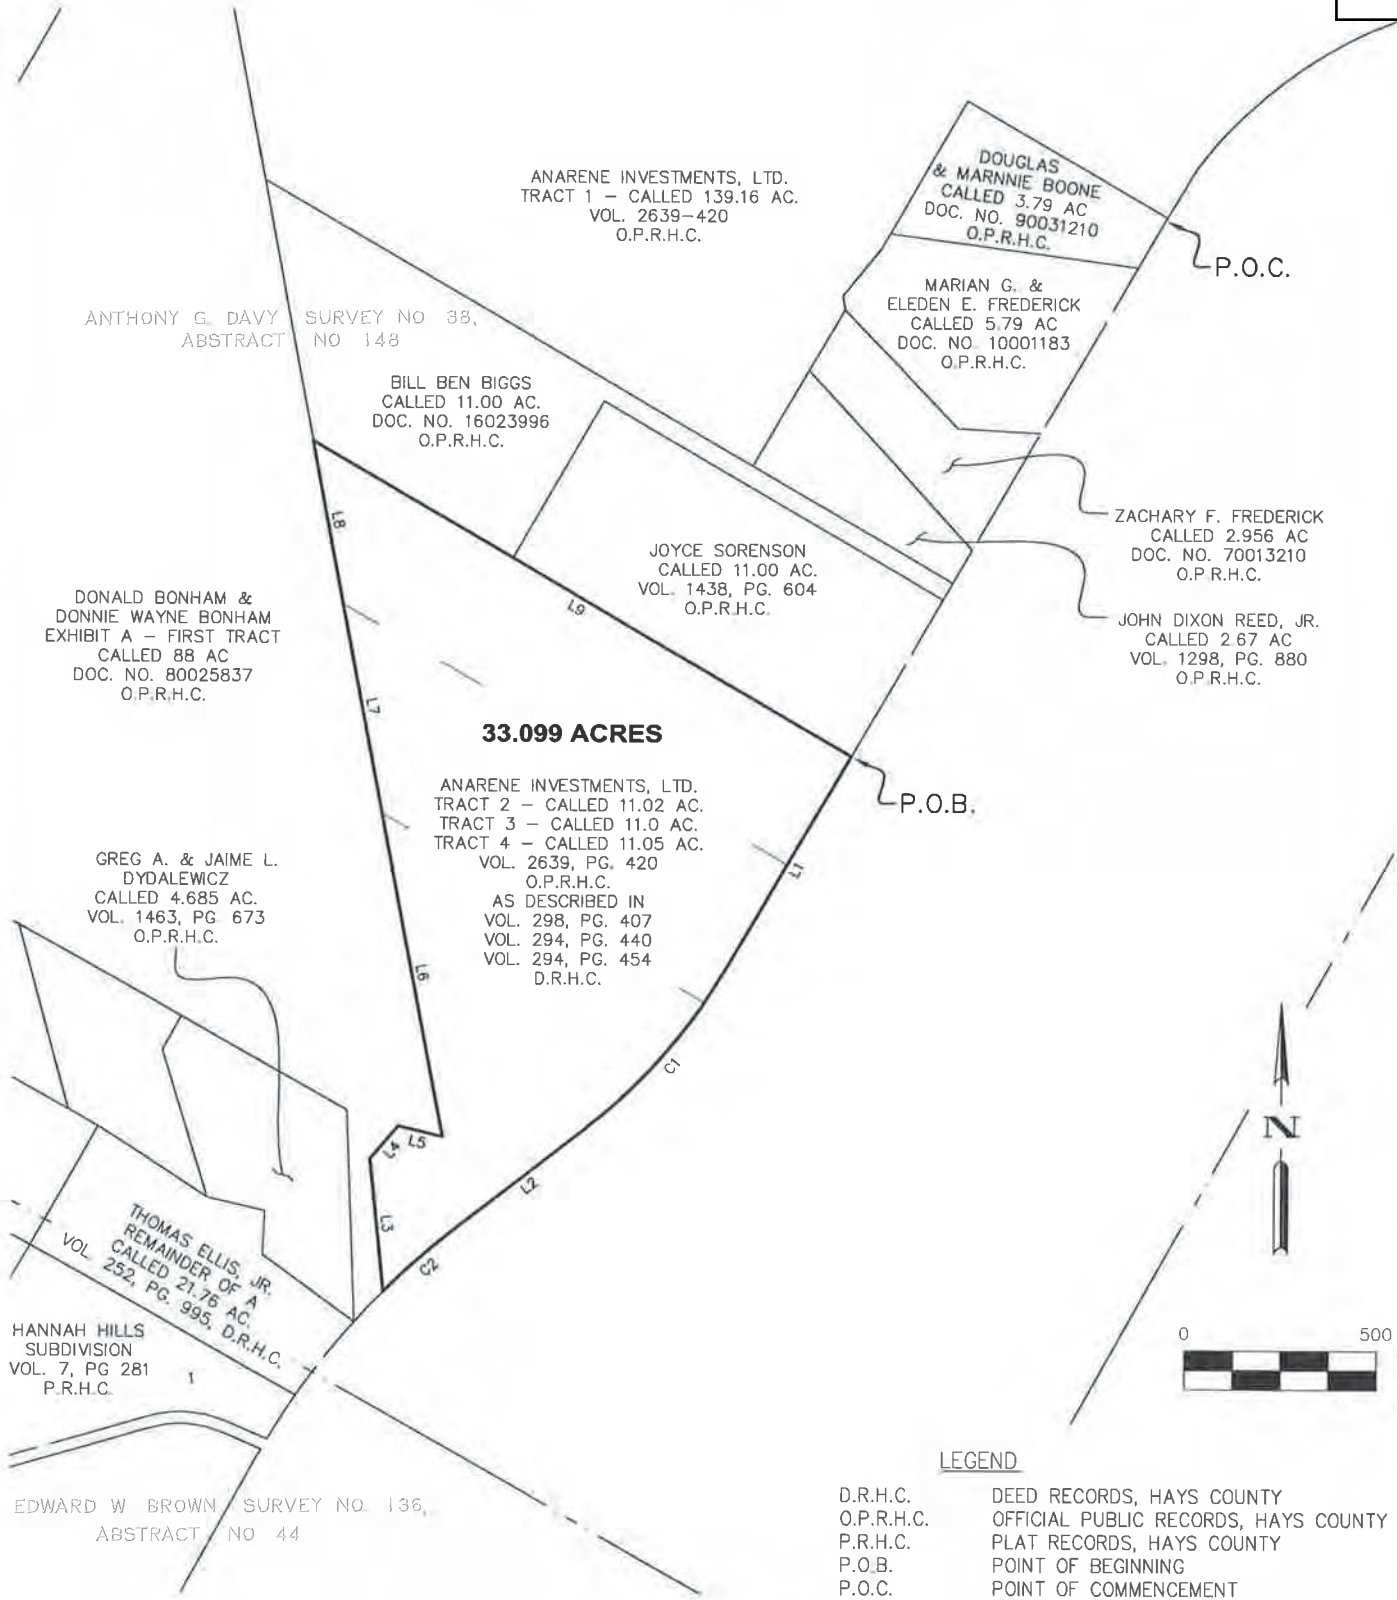 ANARENE INVESTMENTS, LTD.
TRACT 1 – CALLED 139.16 AC.
VOL. 2639–420
O.P.R.H.C.
DOUGLAS
& MARNNIE BOONE
CALLED 3.79 AC
DOC. NO. 90031210
O.P.R.H.C.
P.O.C.
MARIAN G. &
ELEDEN E. FREDERICK
CALLED 5.79 AC
DOC. NO. 10001183
O.P.R.H.C.
ANTHONY G. DAVY SURVEY NO 38,
ABSTRACT NO 148
BILL BEN BIGGS
CALLED 11.00 AC.
DOC. NO. 16023996
O.P.R.H.C.
ZACHARY F. FREDERICK
CALLED 2.956 AC
DOC. NO. 70013210
O.P.R.H.C.
JOYCE SORENSON
CALLED 11.00 AC.
VOL. 1438, PG. 604
O.P.R.H.C.
JOHN DIXON REED, JR.
CALLED 2.67 AC
VOL. 1298, PG. 880
O.P.R.H.C.
L8
L9
DONALD BONHAM &
DONNIE WAYNE BONHAM
EXHIBIT A – FIRST TRACT
CALLED 88 AC
DOC. NO. 80025837
O.P.R.H.C.
L7
33.099 ACRES
ANARENE INVESTMENTS, LTD.
TRACT 2 – CALLED 11.02 AC.
TRACT 3 – CALLED 11.0 AC.
TRACT 4 – CALLED 11.05 AC.
VOL. 2639, PG. 420
O.P.R.H.C.
AS DESCRIBED IN
VOL. 298, PG. 407
VOL. 294, PG. 440
VOL. 294, PG. 454
D.R.H.C.
P.O.B.
L1
GREG A. & JAIME L.
DYDALEWICZ
CALLED 4.685 AC.
VOL. 1463, PG 673
O.P.R.H.C.
L6
C1
L5
L4
L2
L3
C2
N
THOMAS ELLIS, JR.
REMAINDER OF A
CALLED 21.76 AC.
VOL 252, PG. 995, D.R.H.C.
HANNAH HILLS
SUBDIVISION
VOL. 7, PG 281
P.R.H.C.
1
0 500
EDWARD W BROWN SURVEY NO. 136,
ABSTRACT NO 44
LEGEND
D.R.H.C. DEED RECORDS, HAYS COUNTY
O.P.R.H.C. OFFICIAL PUBLIC RECORDS, HAYS COUNTY
P.R.H.C. PLAT RECORDS, HAYS COUNTY
P.O.B. POINT OF BEGINNING
P.O.C. POINT OF COMMENCEMENT